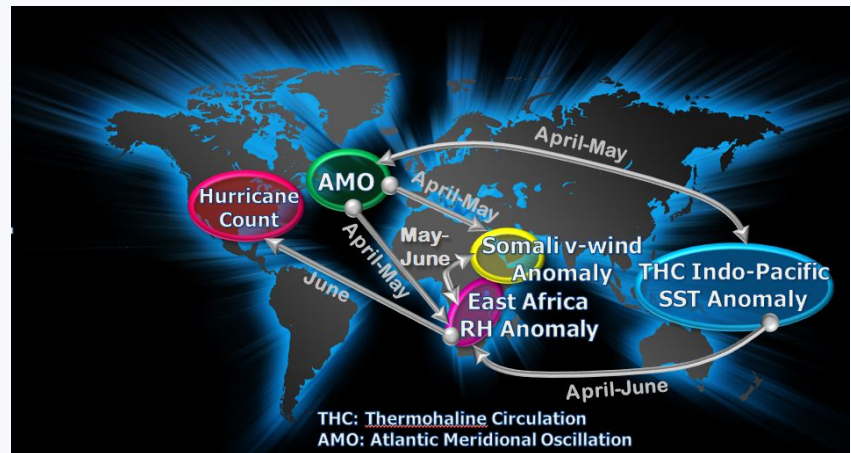 April-May
AMO
Hurricane
Count
April-May
May-
June
Somali v-wind
Anomaly
THC Indo-Pacific
SST Anomaly
April-May
June
East Africa
RH Anomaly
April-June
THC: Thermohaline Circulation
AMO: Atlantic Meridional Oscillation